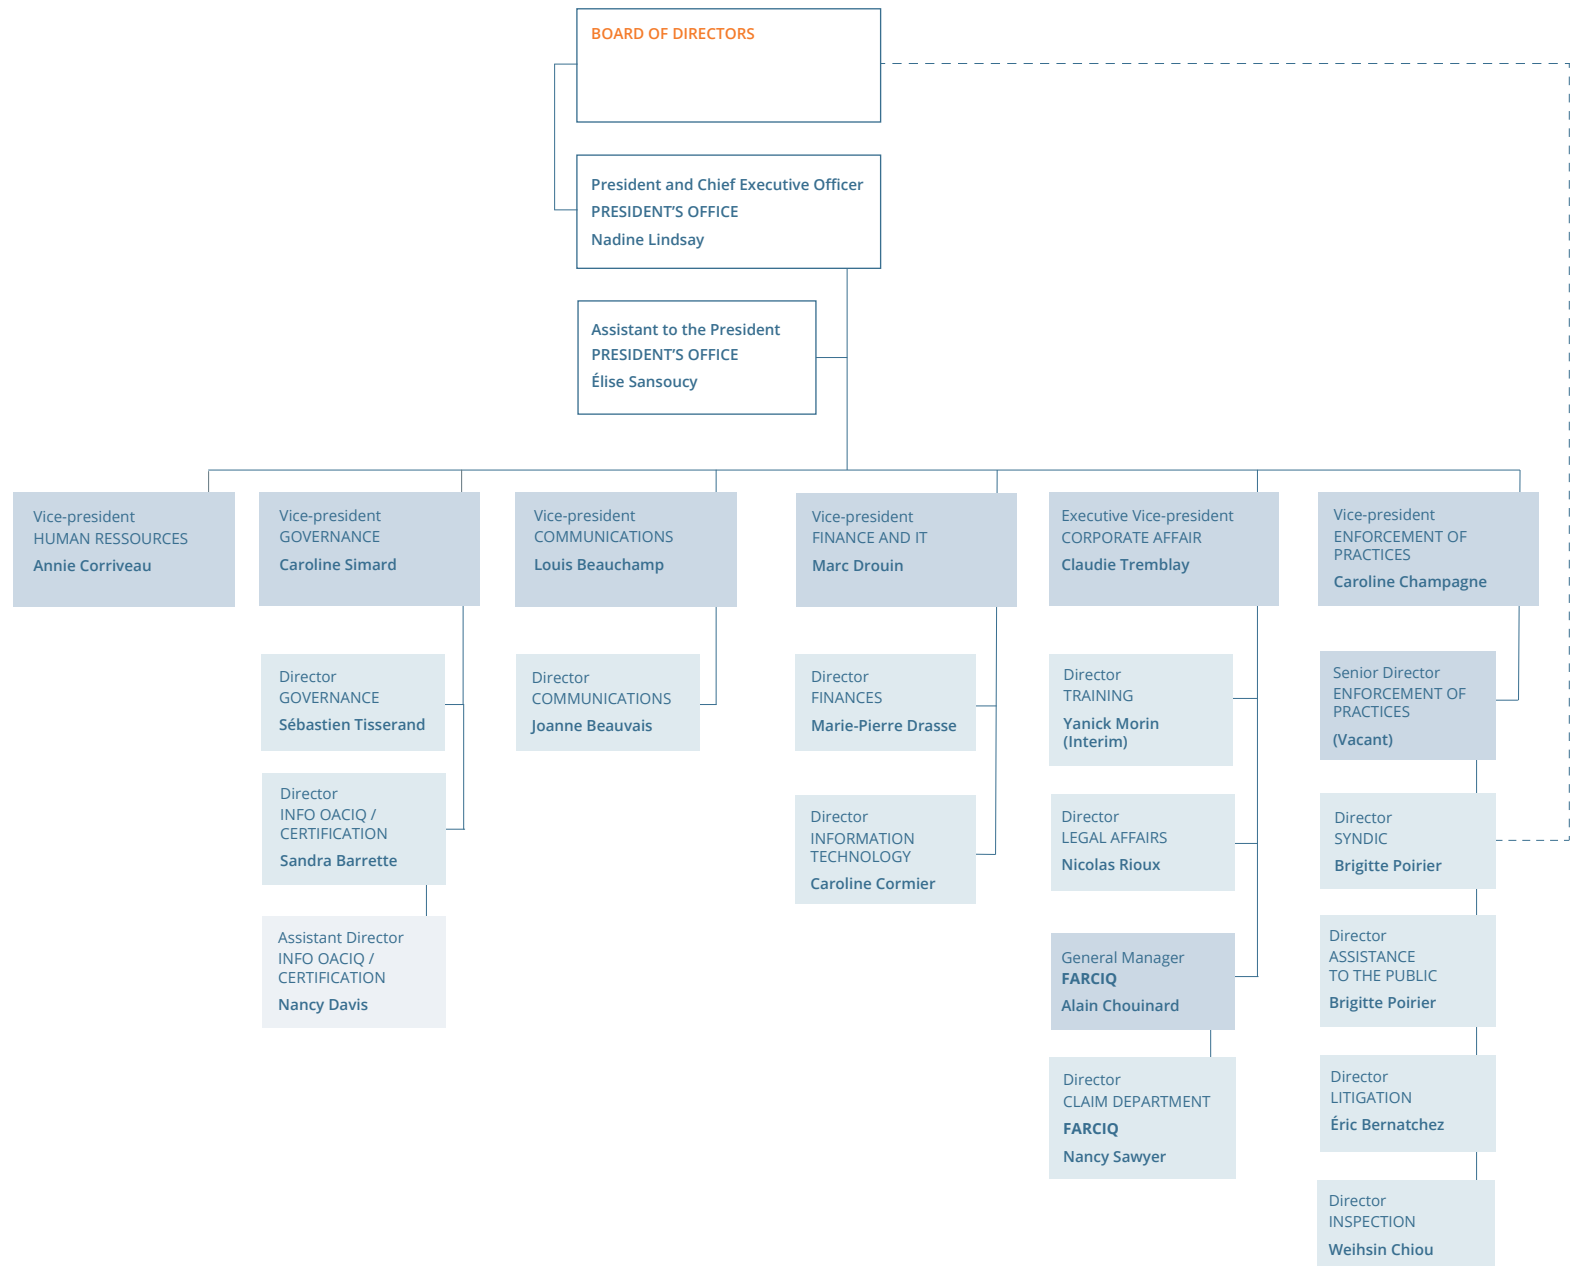 BOARD OF DIRECTORS
President and Chief Executive Officer
PRESIDENT'S OFFICE
Nadine Lindsay
Assistant to the President
PRESIDENT'S OFFICE
Élise Sansoucy
Vice-president
HUMAN RESSOURCES
Annie Corriveau
Vice-president
GOVERNANCE
Caroline Simard
Vice-president
COMMUNICATIONS
Louis Beauchamp
Vice-president
FINANCE AND IT
Marc Drouin
Executive Vice-president
CORPORATE AFFAIR
Claudie Tremblay
Vice-president
ENFORCEMENT OF
PRACTICES
Caroline Champagne
Director
GOVERNANCE
Sébastien Tisserand
Director
INFO OACIQ /
CERTIFICATION
Sandra Barrette
Assistant Director
INFO OACIQ /
CERTIFICATION
Nancy Davis
Director
COMMUNICATIONS
Joanne Beauvais
Director
FINANCES
Marie-Pierre Drasse
Director
INFORMATION
TECHNOLOGY
Caroline Cormier
Director
TRAINING
Yanick Morin
(Interim)
Director
LEGAL AFFAIRS
Nicolas Rioux
General Manager
FARCIQ
Alain Chouinard
Director
CLAIM DEPARTMENT
FARCIQ
Nancy Sawyer
Senior Director
ENFORCEMENT OF
PRACTICES
(Vacant)
Director
SYNDIC
Brigitte Poirier
Director
ASSISTANCE
TO THE PUBLIC
Brigitte Poirier
Director
LITIGATION
Éric Bernatchez
Director
INSPECTION
Weihsin Chiou